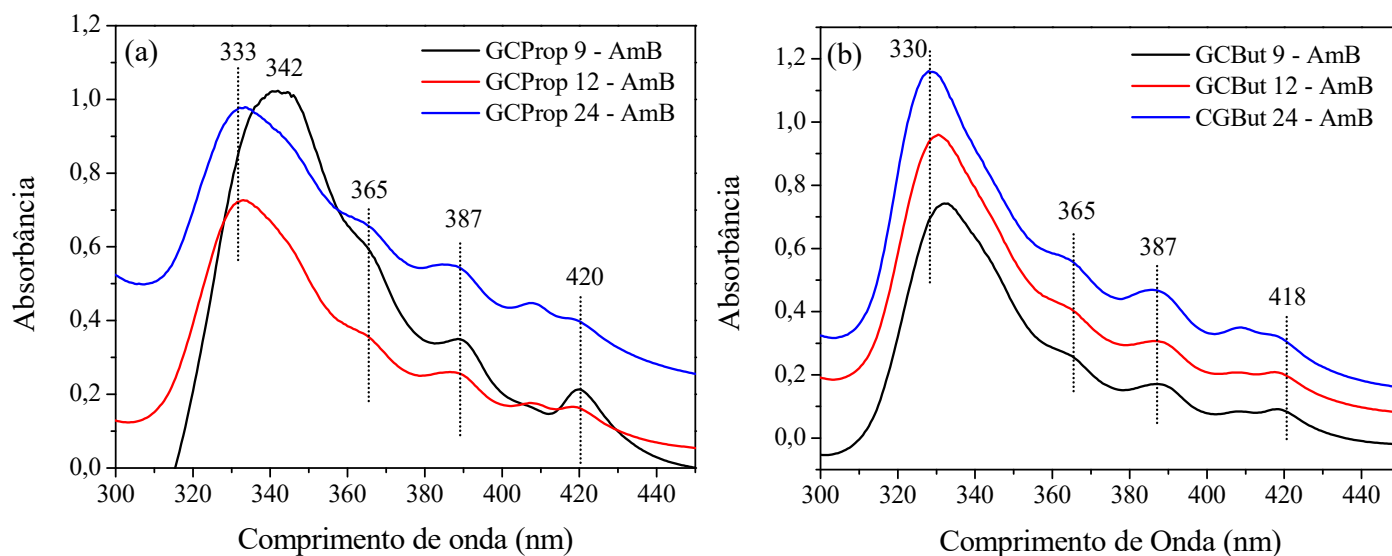 (a)
GCProp 9 - AmB
GCProp 12 - AmB
GCProp 24 - AmB
333
342
365
387
420
1,2
1,0
0,8
0,6
0,4
0,2
0,0
Absorbância
300 320 340 360 380 400 420 440
Comprimento de onda (nm)
(b)
GCBut 9 - AmB
GCBut 12 - AmB
CGBut 24 - AmB
330
365
387
418
1,2
1,0
0,8
0,6
0,4
0,2
0,0
Absorbância
300 320 340 360 380 400 420 440
Comprimento de Onda (nm)